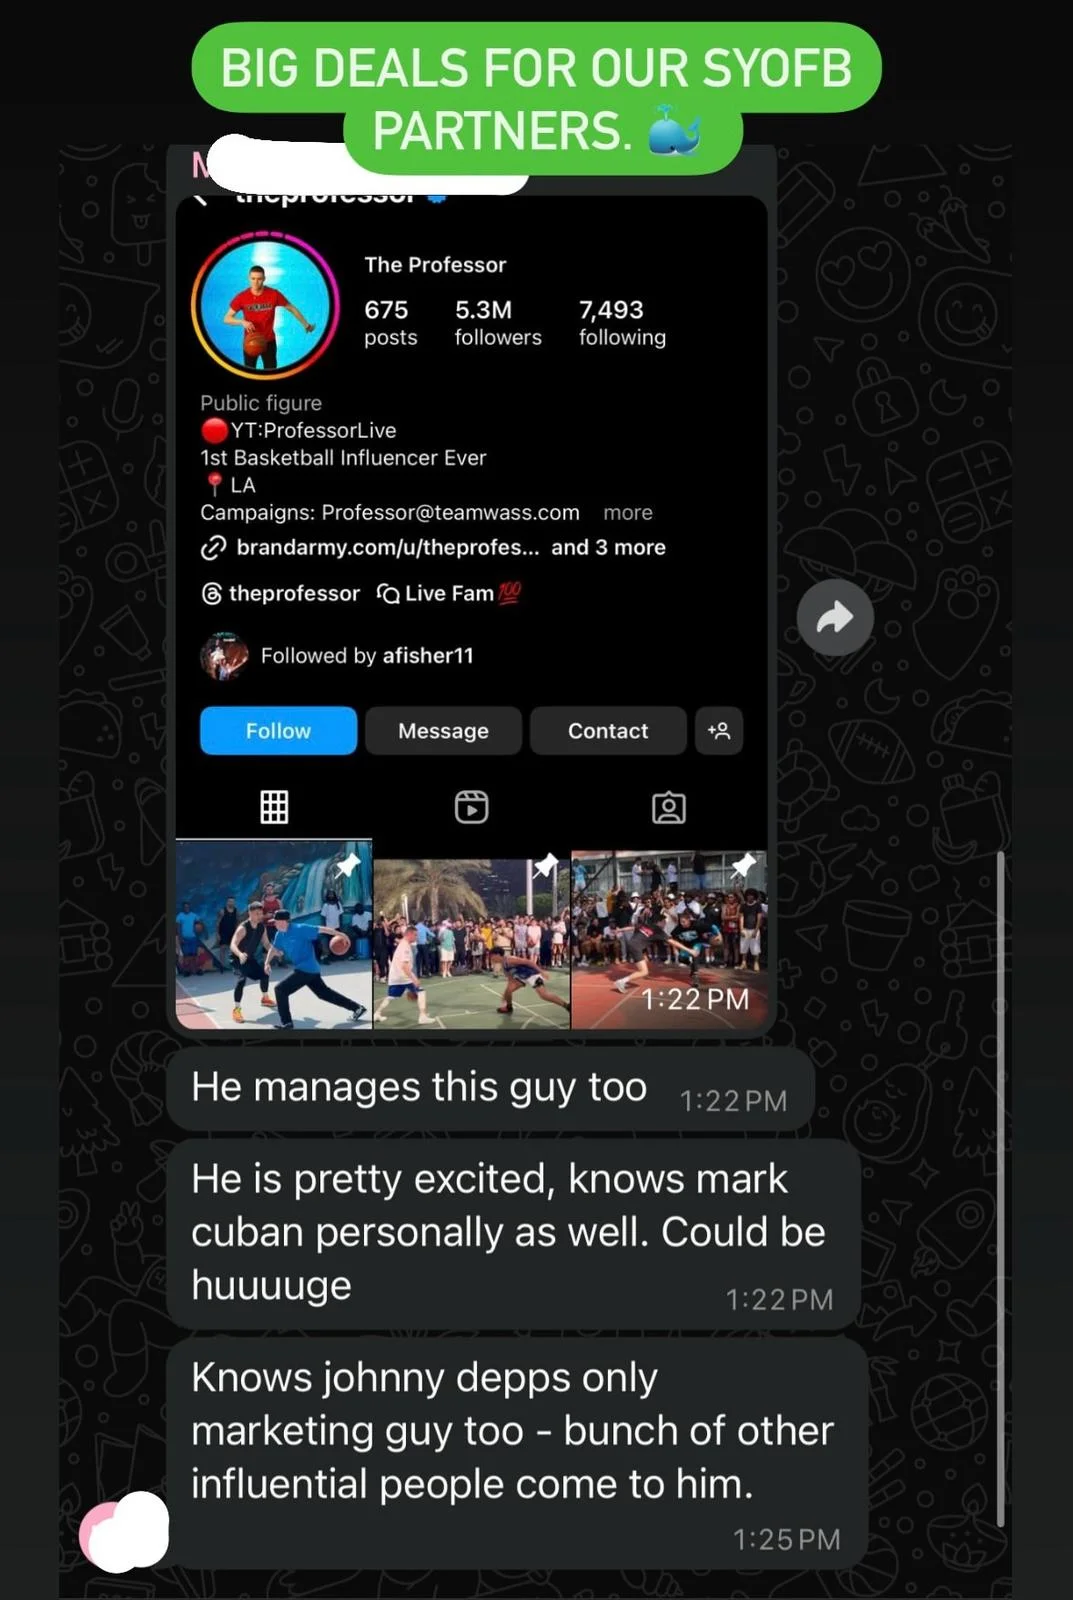 BIG DEALS FOR OUR SYOFB
PARTNERS. 🐳
theprofessor
The Professor
675 5.3M 7,493
posts followers following
Public figure
🔴YT:ProfessorLive
1st Basketball Influencer Ever
📍 LA
Campaigns: Professor@teamwass.com more
brandarmy.com/u/theprofes... and 3 more
theprofessor Live Fam💯
Followed by afisher11
Follow Message Contact
1:22 PM
He manages this guy too 1:22 PM
He is pretty excited, knows mark
cuban personally as well. Could be
huuuuge 1:22 PM
Knows johnny depps only
marketing guy too - bunch of other
influential people come to him.
1:25 PM